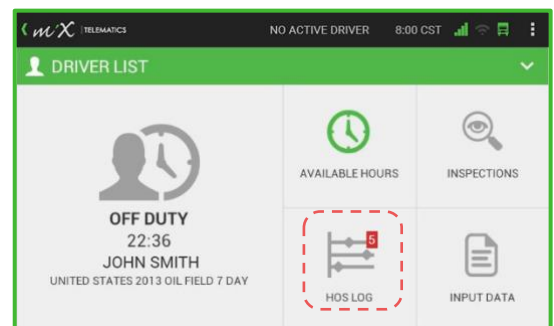 MiX TELEMATICS NO ACTIVE DRIVER 8:00 CST
DRIVER LIST
OFF DUTY
22:36
JOHN SMITH
UNITED STATES 2013 OIL FIELD 7 DAY
AVAILABLE HOURS
INSPECTIONS
5
HOS LOG
INPUT DATA